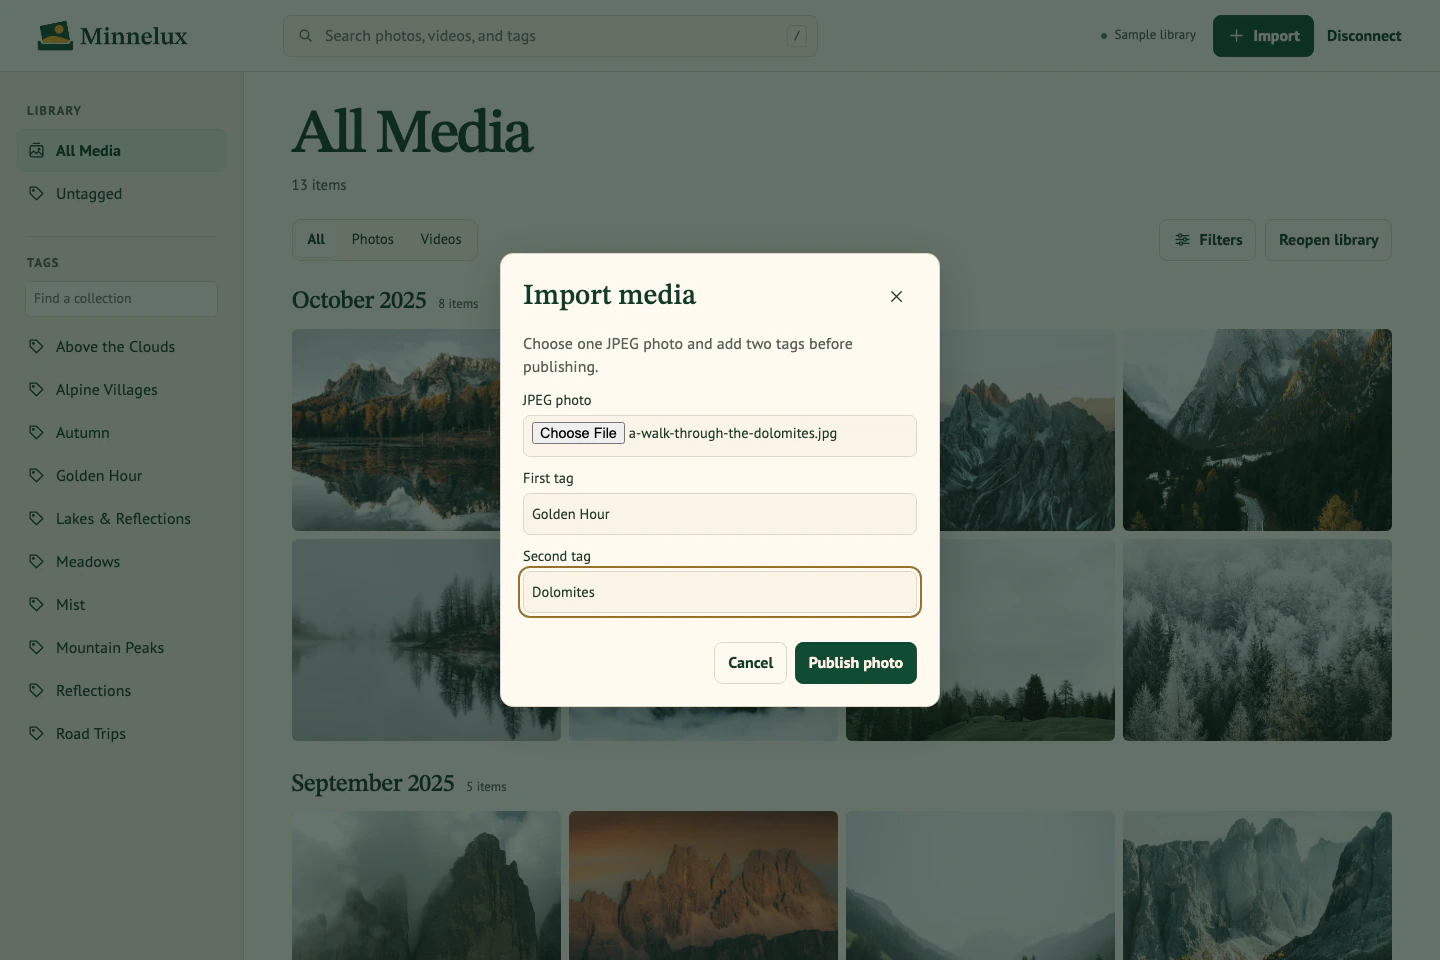 Minnelux
Search photos, videos, and tags
/
Sample library
Import
Disconnect
LIBRARY
All Media
Untagged
TAGS
Find a collection
Above the Clouds
Alpine Villages
Autumn
Golden Hour
Lakes & Reflections
Meadows
Mist
Mountain Peaks
Reflections
Road Trips
All Media
13 items
All
Photos
Videos
Filters
Reopen library
October 2025
8 items
Import media
Choose one JPEG photo and add two tags before
publishing.
JPEG photo
Choose File a-walk-through-the-dolomites.jpg
First tag
Golden Hour
Second tag
Dolomites
Cancel
Publish photo
September 2025
5 items